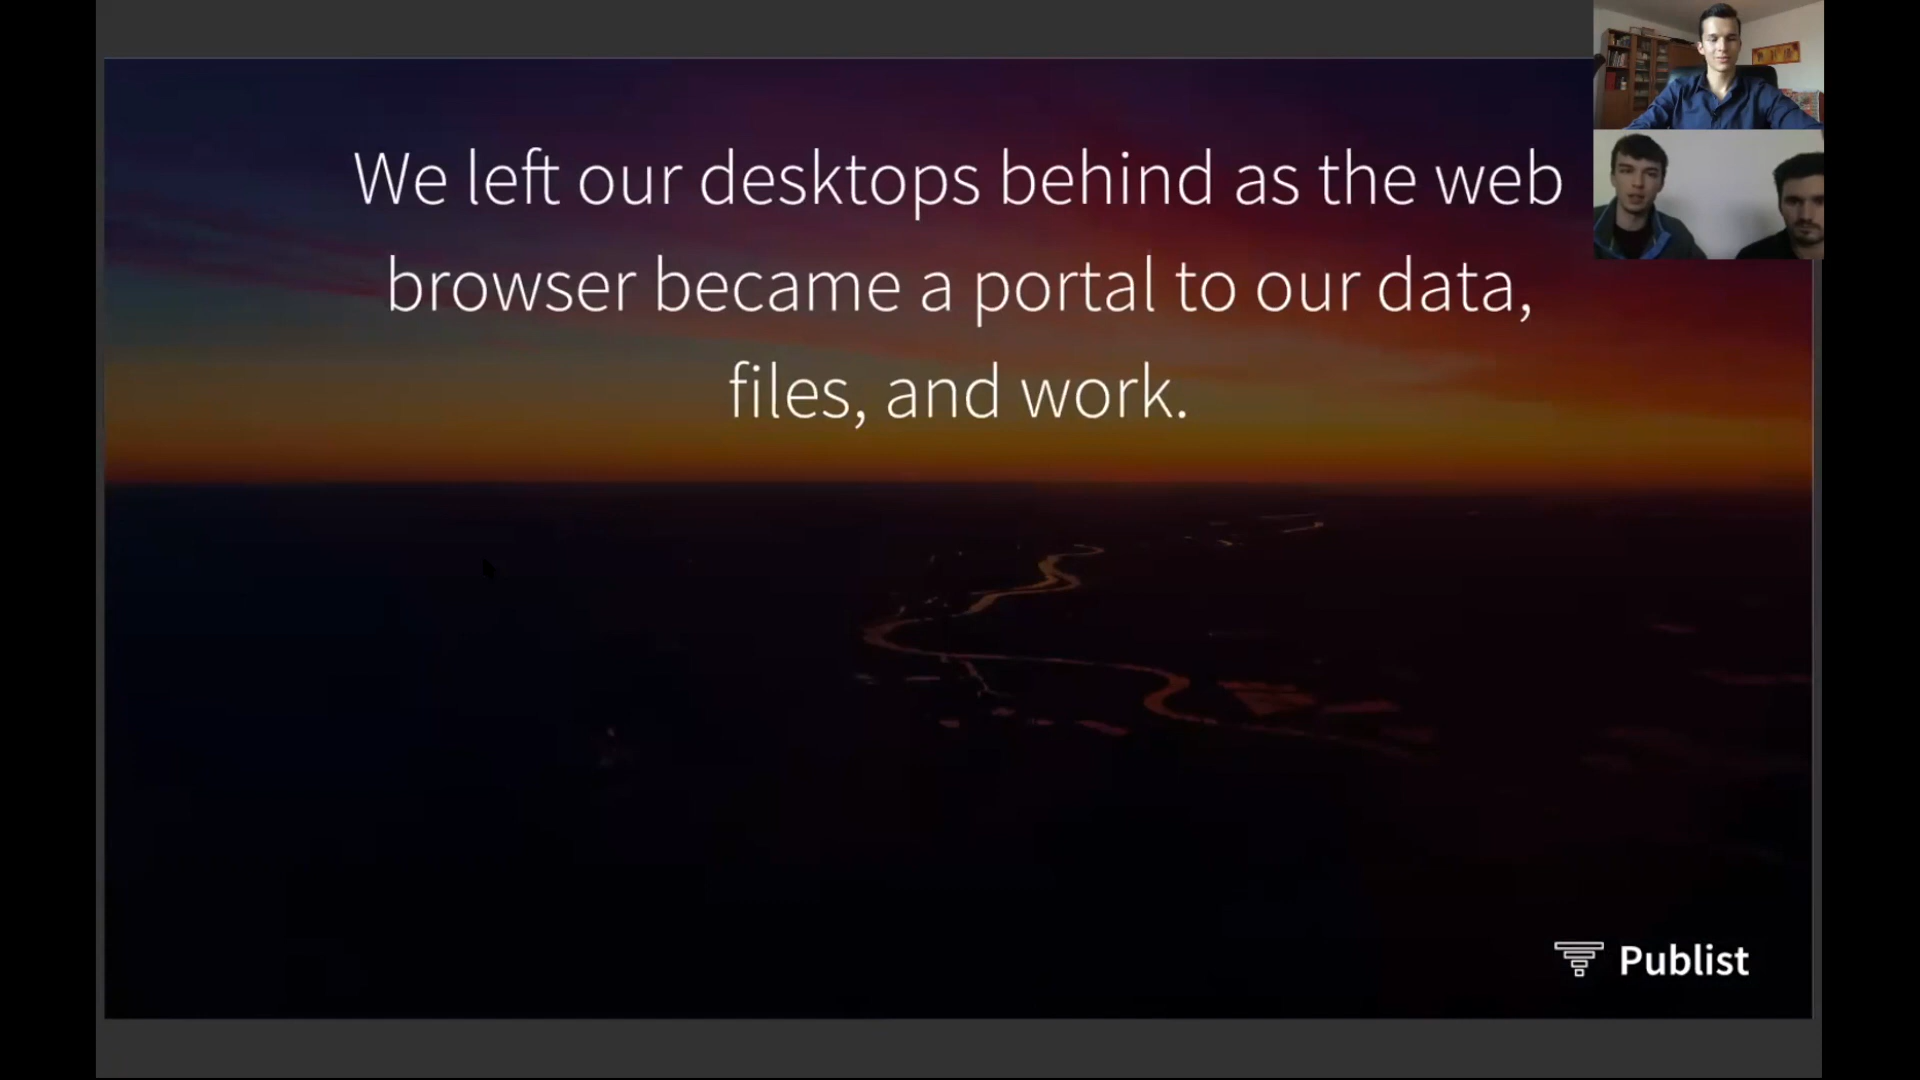 We left our desktops behind as the web
browser became a portal to our data,
files, and work.
Publist